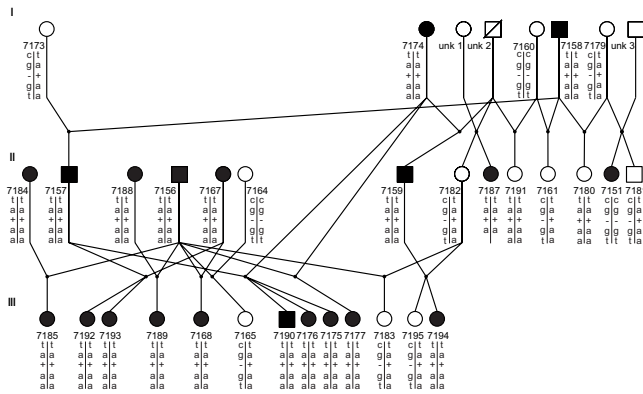 I
7173
c g - g t
t a + a a
7174
t a + a a
t a + a a
unk 1
unk 2
7160
c g - g t
c g - g t
7158
t a + a a
t a + a a
7179
c g - g t
t a + a a
unk 3
II
7184
t a + a a
t a + a a
7157
t a + a a
t a + a a
7188
t a + a a
t a + a a
7156
t a + a a
t a + a a
7167
t a + a a
t a + a a
7164
c g - g t
c g - g t
7159
t a + a a
t a + a a
7182
c g - g t
t a + a a
7187
t a + a a
7191
t a + a a
t a + a a
7161
c g - g t
t a + a a
7180
t a + a a
t a + a a
7151
c g - g t
c g - g t
718
c g - g t
t a + a a
III
7185
t a + a a
t a + a a
7192
t a + a a
t a + a a
7193
t a + a a
t a + a a
7189
t a + a a
t a + a a
7168
t a + a a
t a + a a
7165
c g - g t
t a + a a
7190
t a + a a
t a + a a
7176
t a + a a
t a + a a
7175
t a + a a
t a + a a
7177
t a + a a
t a + a a
7183
c g - g t
t a + a a
7195
c g - g t
t a + a a
7194
t a + a a
t a + a a